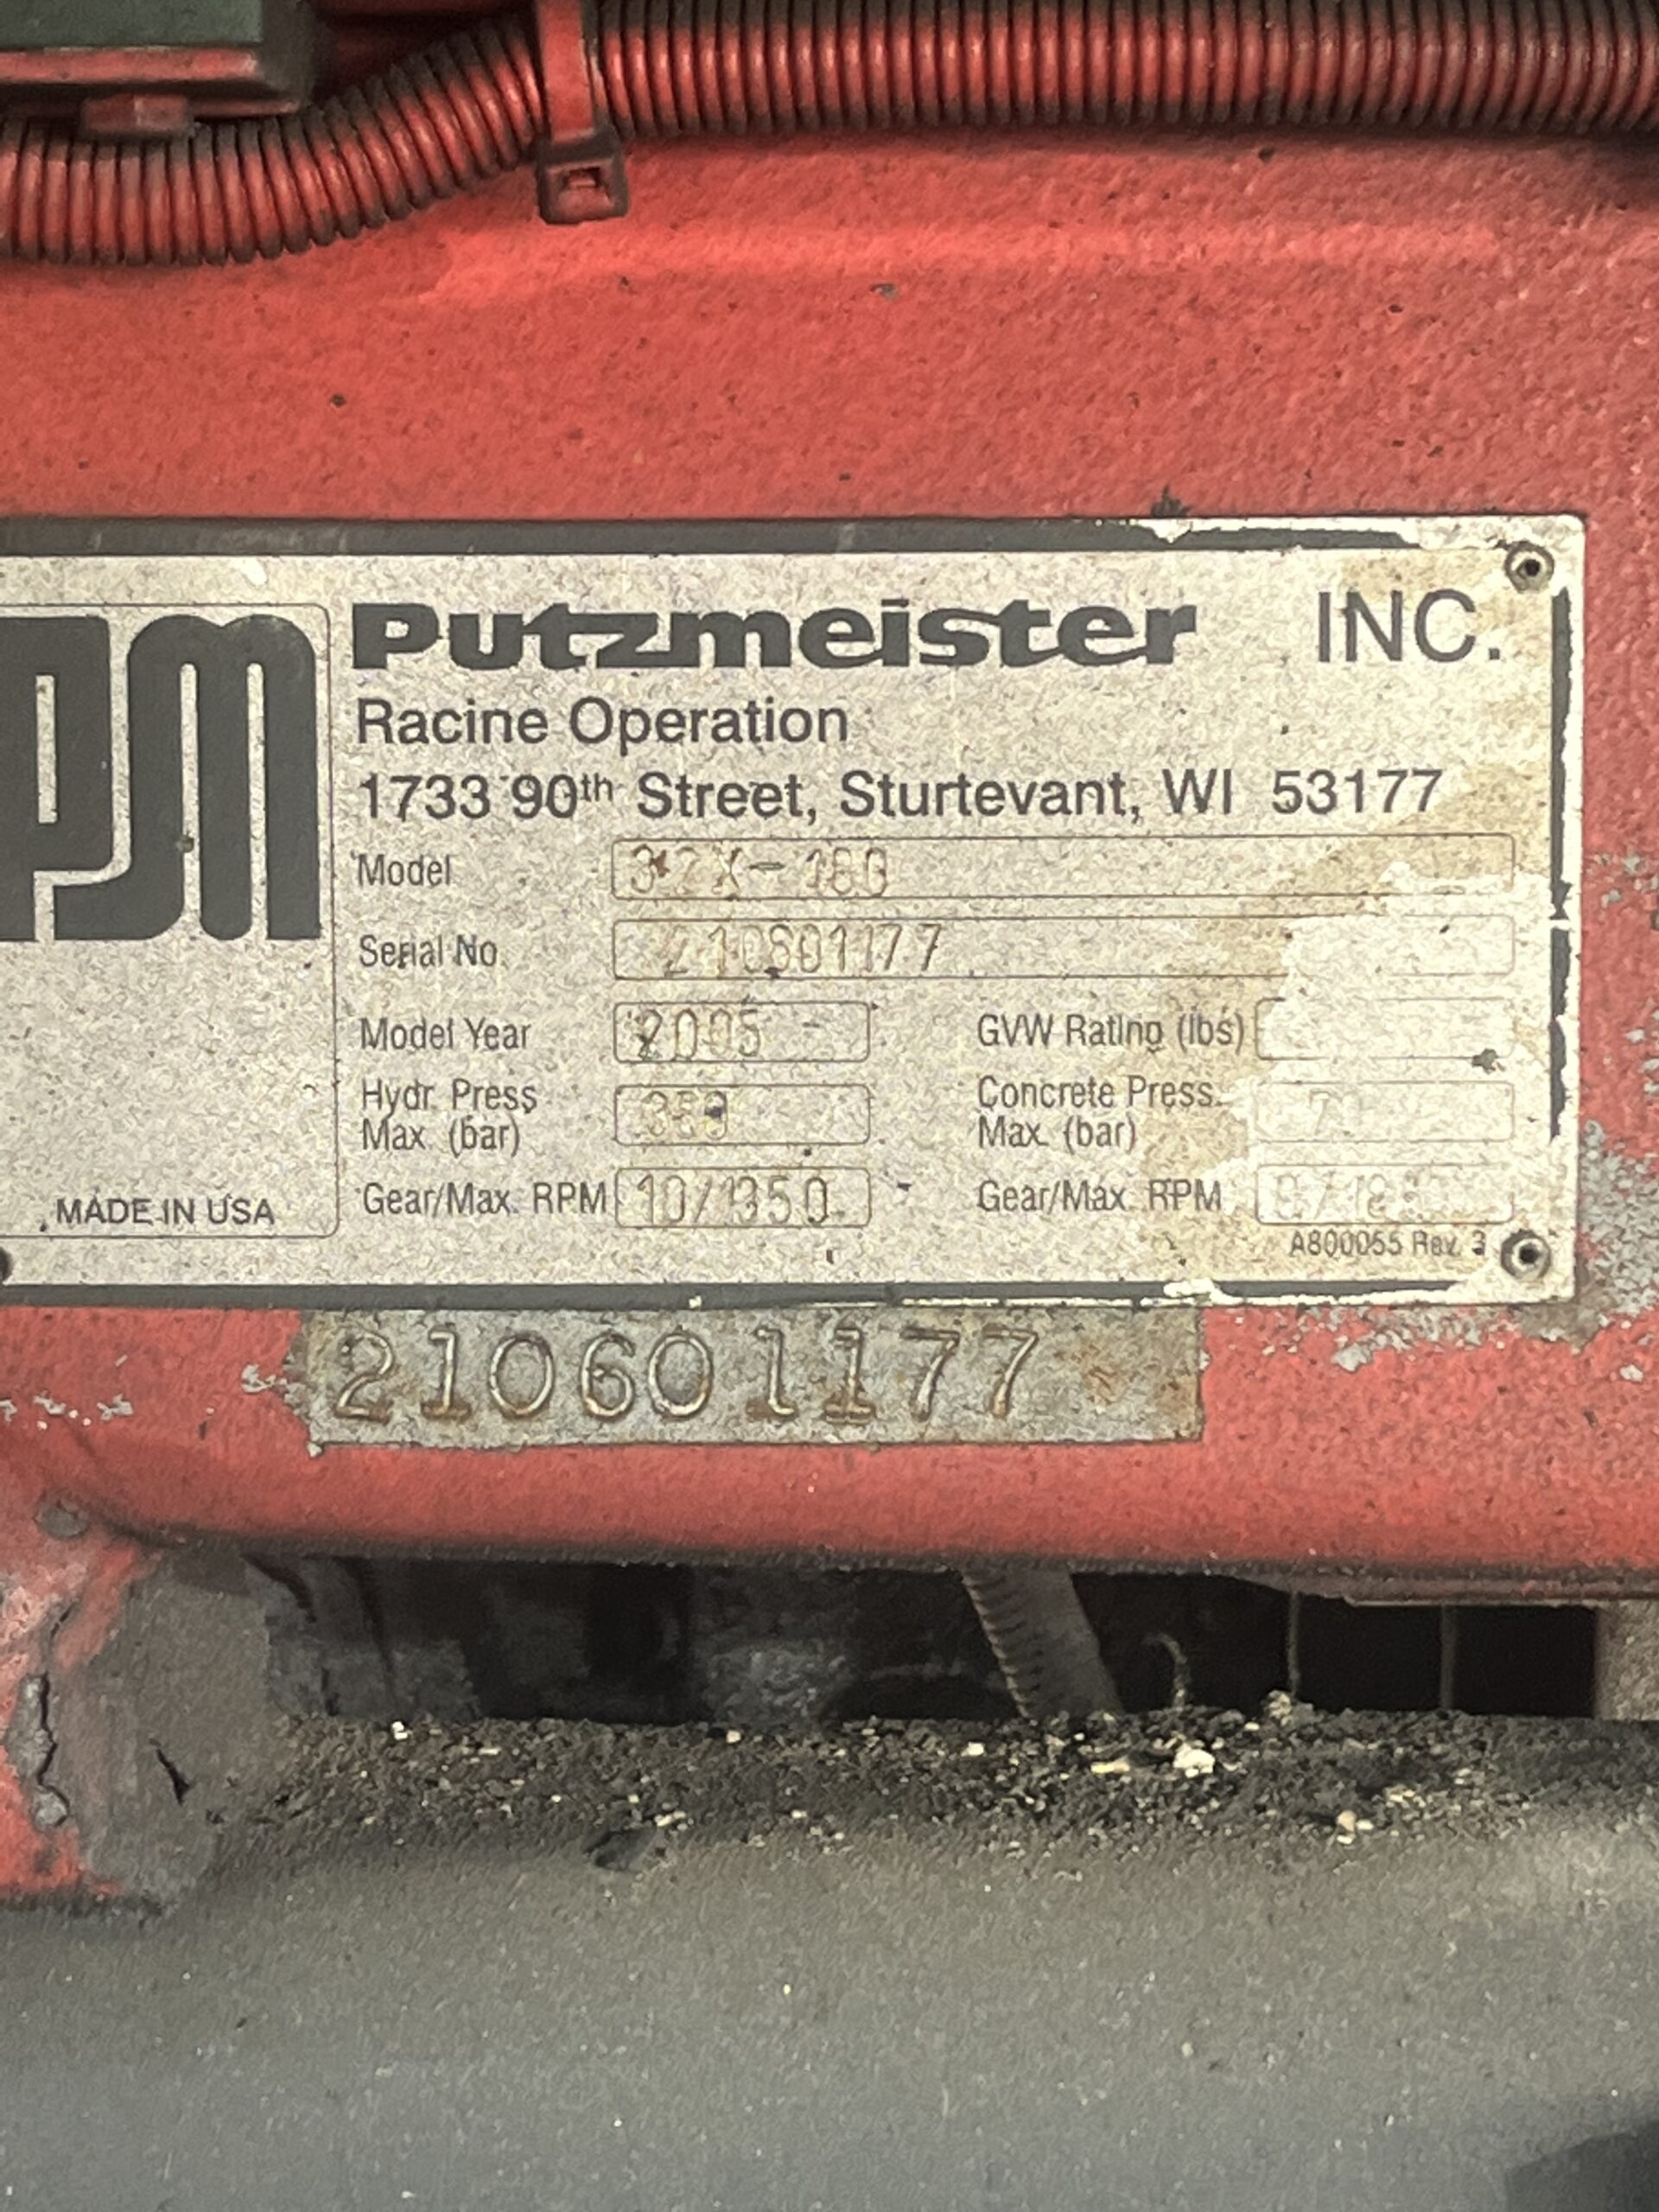 PM
Putzmeister INC.
Racine Operation
1733 90th Street, Sturtevant, WI 53177
Model
Serial No. 210601177
Model Year 2005 GVW Rating (lbs)
Hydr. Press Max. (bar) Concrete Press. Max. (bar)
Gear/Max. RPM 10/1350 Gear/Max. RPM
MADE IN USA
A800055 Rev. 3
210601177